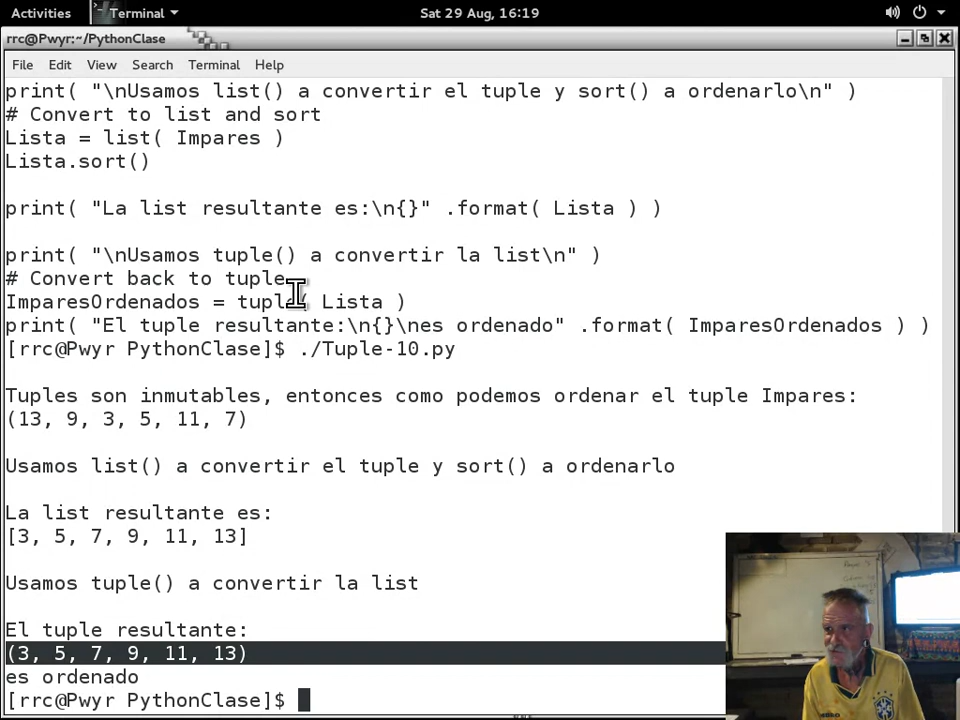 Activities Terminal Sat 29 Aug, 16:19
rrc@Pwyr:~/PythonClase
File Edit View Search Terminal Help
print( "\nUsamos list() a convertir el tuple y sort() a ordenarlo\n" )
# Convert to list and sort
Lista = list( Impares )
Lista.sort()
print( "La list resultante es:\n{}" .format( Lista ) )
print( "\nUsamos tuple() a convertir la list\n" )
# Convert back to tuple
ImparesOrdenados = tuple( Lista )
print( "El tuple resultante:\n{}\nes ordenado" .format( ImparesOrdenados ) )
[rrc@Pwyr PythonClase]$ ./Tuple-10.py
Tuples son inmutables, entonces como podemos ordenar el tuple Impares:
(13, 9, 3, 5, 11, 7)
Usamos list() a convertir el tuple y sort() a ordenarlo
La list resultante es:
[3, 5, 7, 9, 11, 13]
Usamos tuple() a convertir la list
El tuple resultante:
(3, 5, 7, 9, 11, 13)
es ordenado
[rrc@Pwyr PythonClase]$